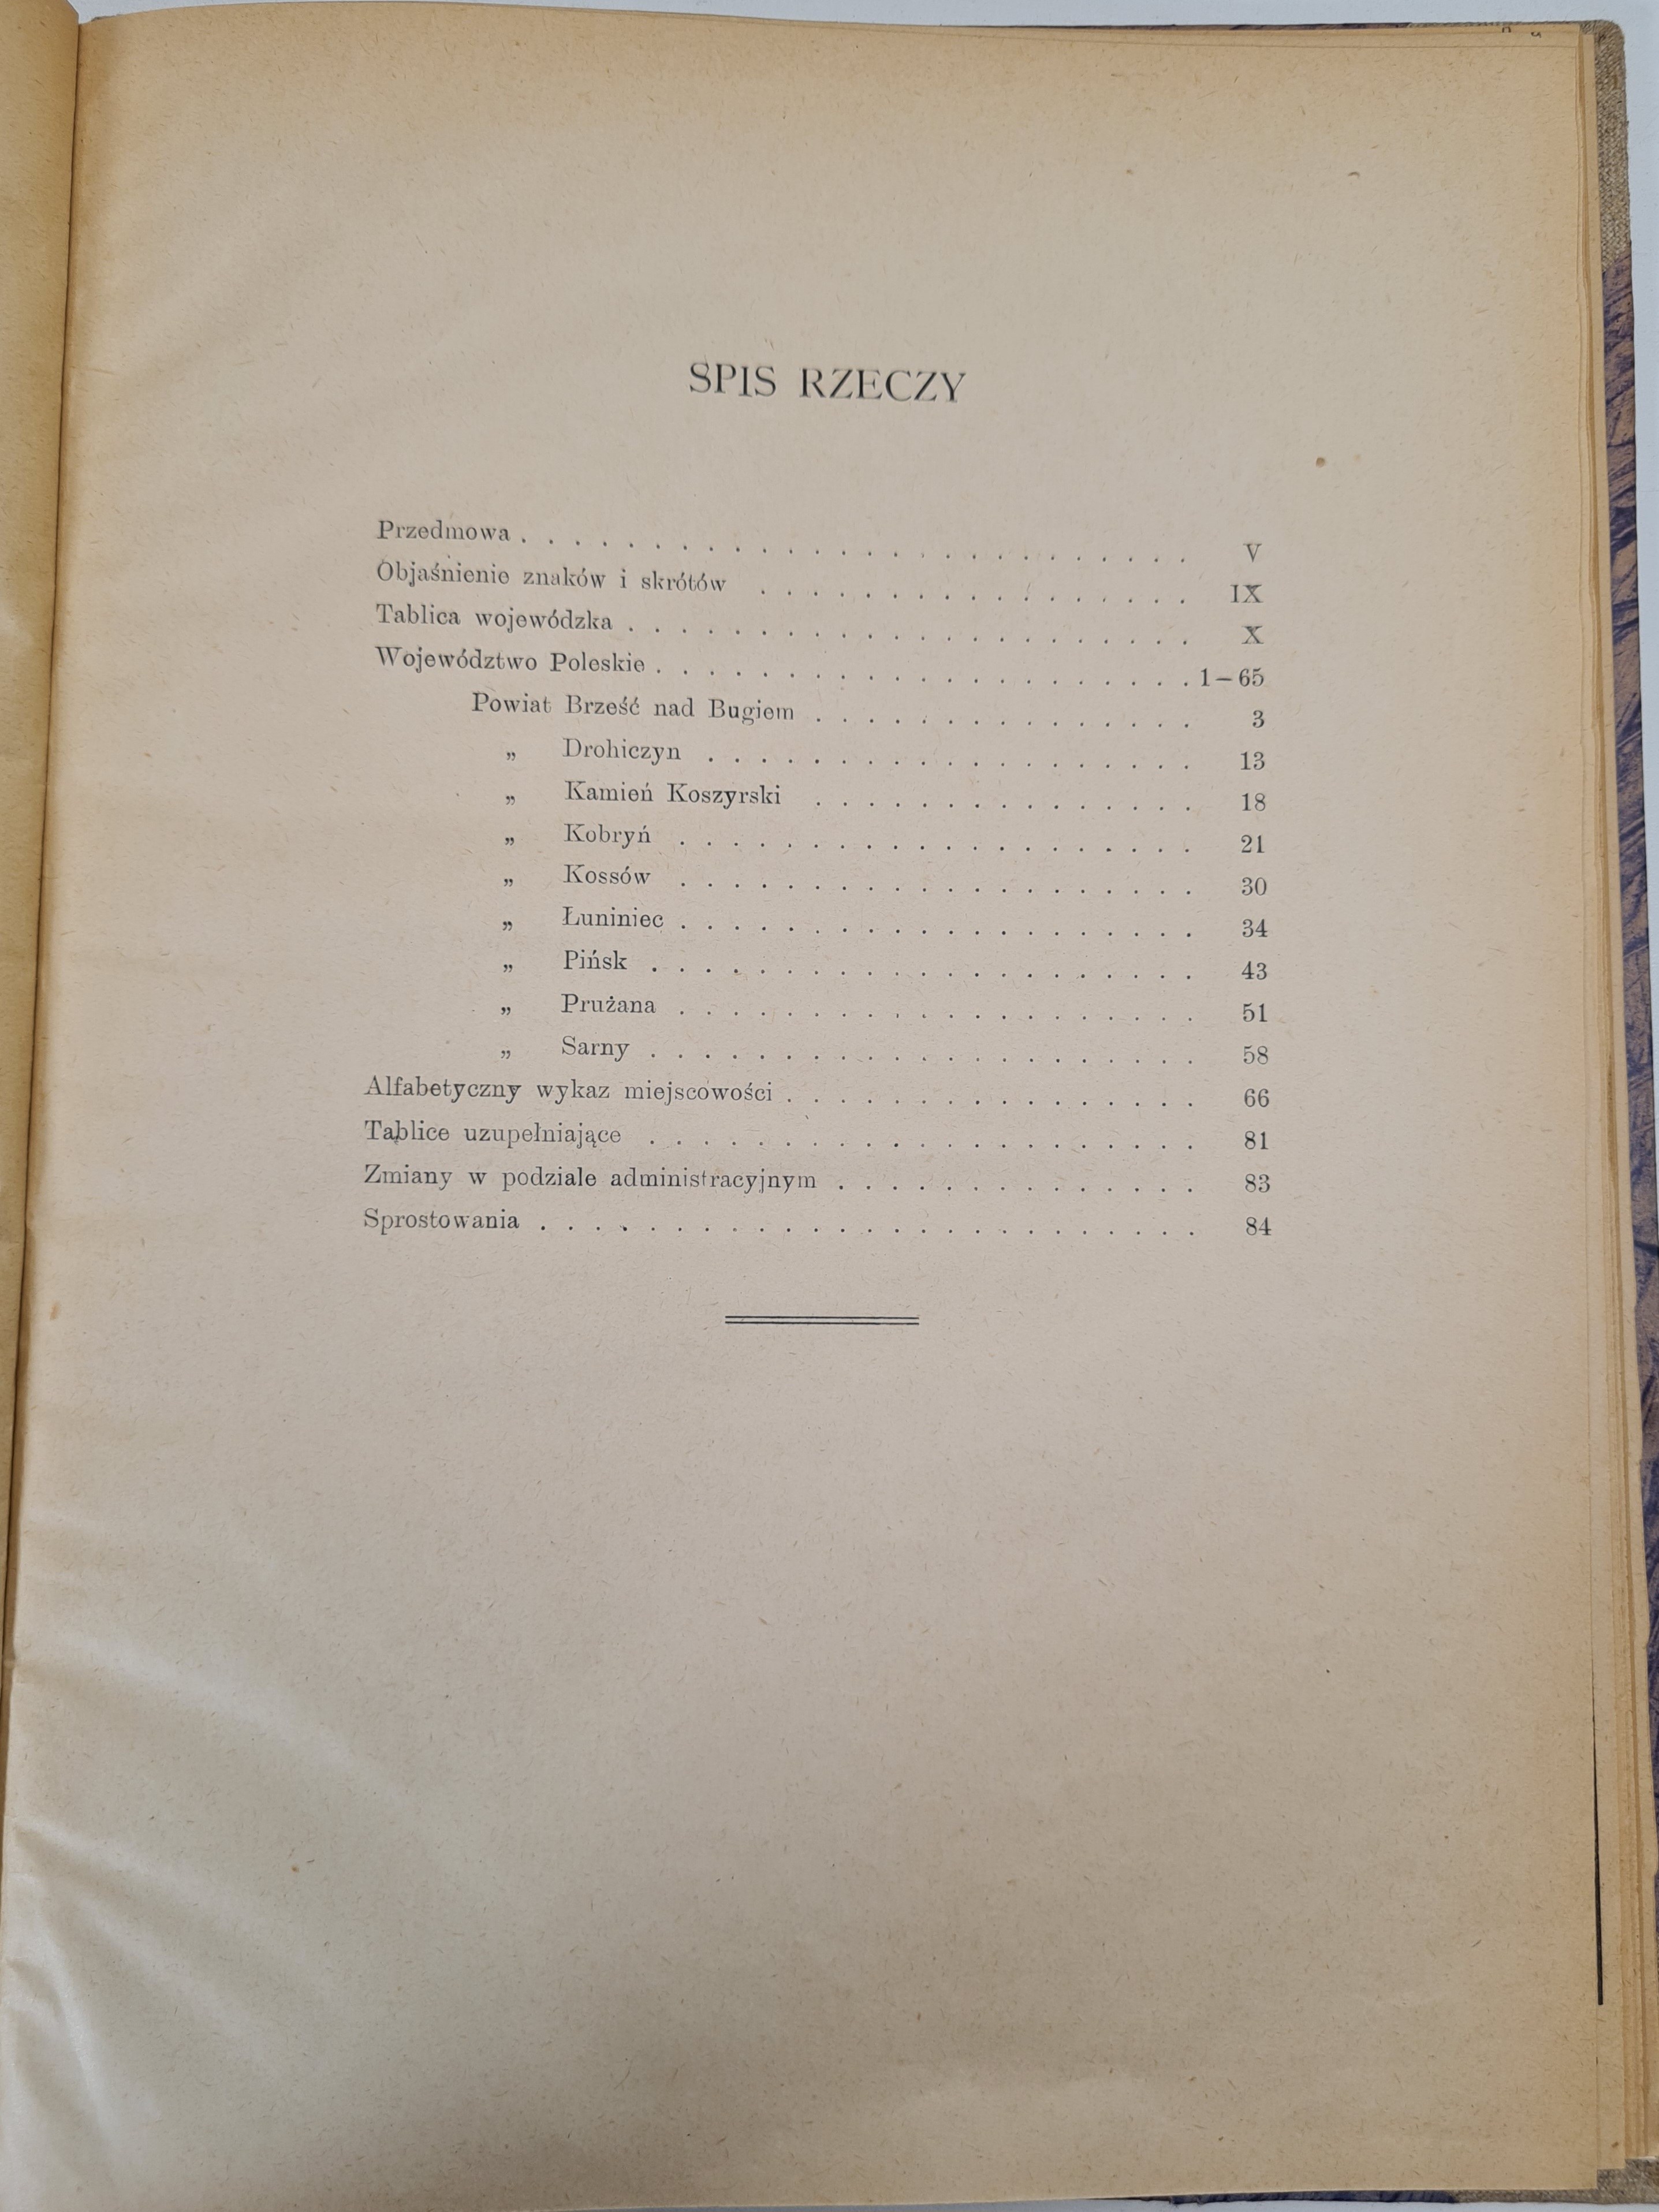 SPIS RZECZY
Przedmowa . . . . . . . . . . . . . . . . . . . . . . . . . V
Objaśnienie znaków i skrótów . . . . . . . . . . . . . . . . . IX
Tablica wojewódzka . . . . . . . . . . . . . . . . . . . . . . X
Województwo Poleskie . . . . . . . . . . . . . . . . . . . . . 1–65
Powiat Brześć nad Bugiem . . . . . . . . . . . . . . . 3
„ Drohiczyn . . . . . . . . . . . . . . . . . . . 13
„ Kamień Koszyrski . . . . . . . . . . . . . . . 18
„ Kobryń . . . . . . . . . . . . . . . . . . . . 21
„ Kossów . . . . . . . . . . . . . . . . . . . . 30
„ Łuniniec . . . . . . . . . . . . . . . . . . . . 34
„ Pińsk . . . . . . . . . . . . . . . . . . . . . 43
„ Prużana . . . . . . . . . . . . . . . . . . . . 51
„ Sarny . . . . . . . . . . . . . . . . . . . . . 58
Alfabetyczny wykaz miejscowości . . . . . . . . . . . . . . . . 66
Tablice uzupełniające . . . . . . . . . . . . . . . . . . . . . 81
Zmiany w podziale administracyjnym . . . . . . . . . . . . . . 83
Sprostowania . . . . . . . . . . . . . . . . . . . . . . . . . 84